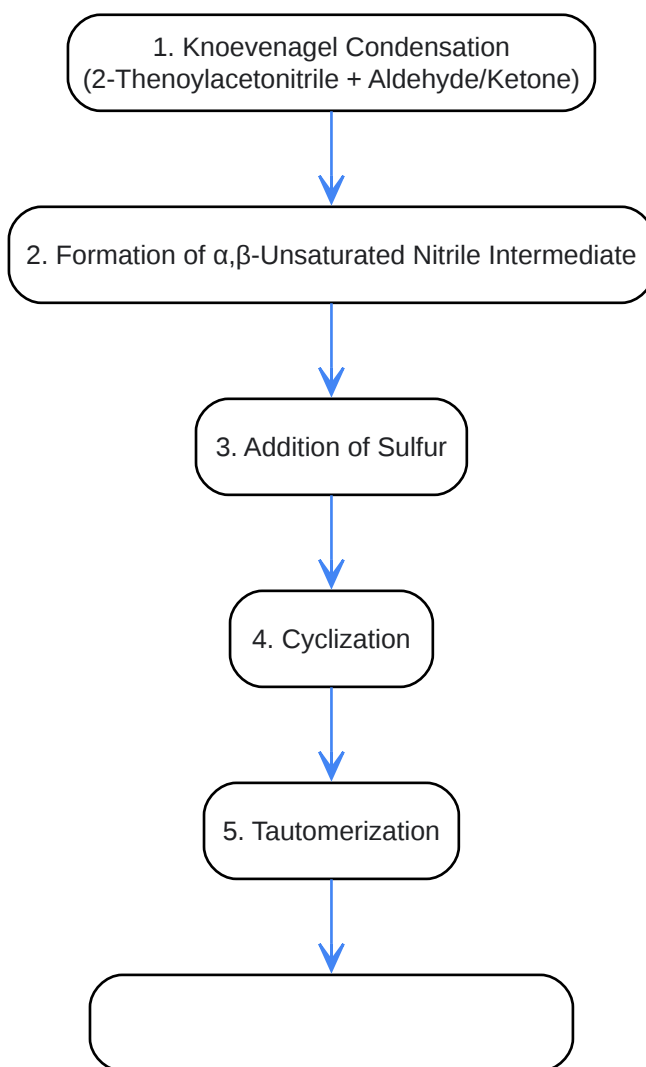 1. Knoevenagel Condensation
(2-Thenoylacetonitrile + Aldehyde/Ketone)
2. Formation of α,β-Unsaturated Nitrile Intermediate
3. Addition of Sulfur
4. Cyclization
5. Tautomerization